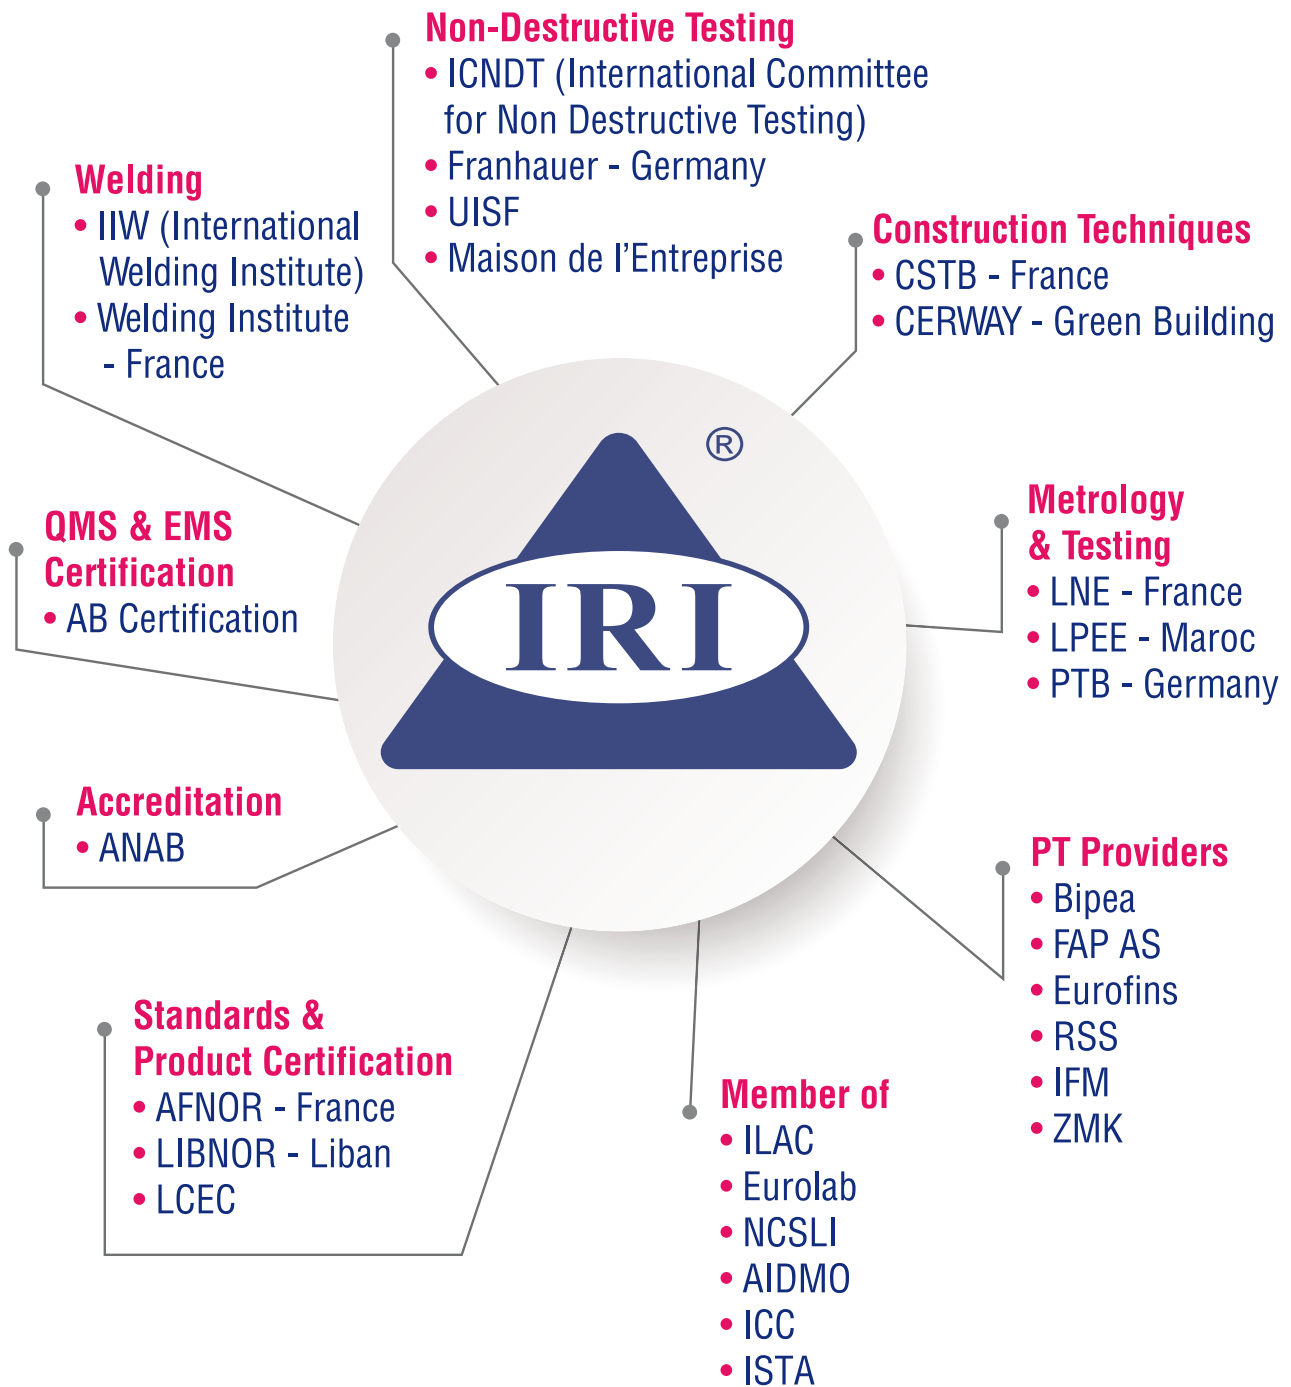 Non-Destructive Testing
• ICNDT (International Committee
for Non Destructive Testing)
• Franhauer - Germany
• UISF
• Maison de l'Entreprise
Welding
• IIW (International
Welding Institute)
• Welding Institute
- France
Construction Techniques
• CSTB - France
• CERWAY - Green Building
®
IRI
QMS & EMS
Certification
• AB Certification
Metrology
& Testing
• LNE - France
• LPEE - Maroc
• PTB - Germany
Accreditation
• ANAB
PT Providers
• Bipea
• FAP AS
• Eurofins
• RSS
• IFM
• ZMK
Standards &
Product Certification
• AFNOR - France
• LIBNOR - Liban
• LCEC
Member of
• ILAC
• Eurolab
• NCSLI
• AIDMO
• ICC
• ISTA